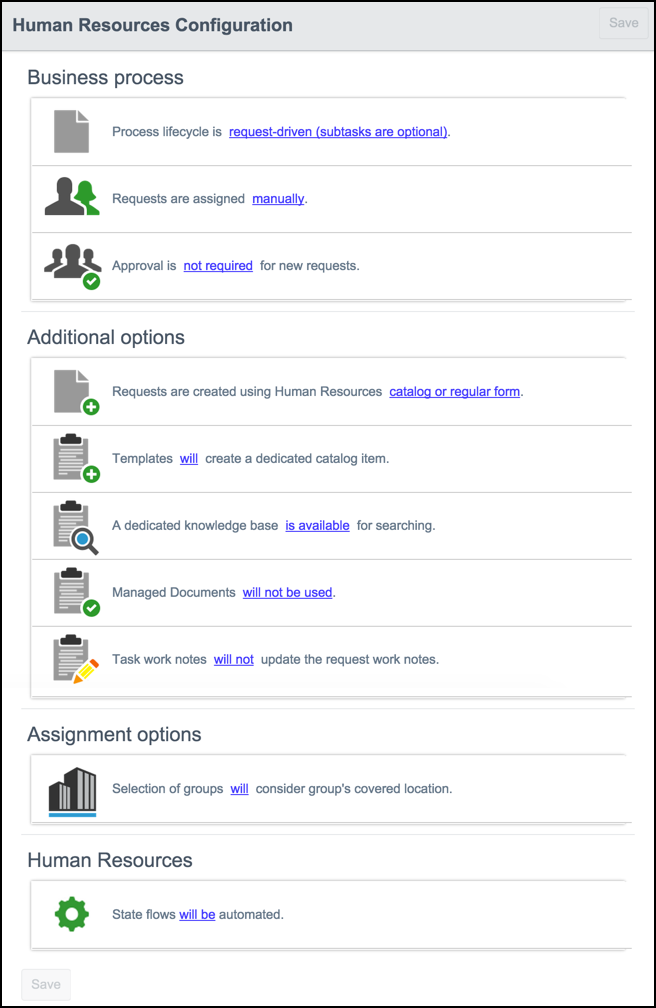 Human Resources Configuration
Save
Business process
Process lifecycle is request-driven (subtasks are optional).
Requests are assigned manually.
Approval is not required for new requests.
Additional options
Requests are created using Human Resources catalog or regular form.
Templates will create a dedicated catalog item.
A dedicated knowledge base is available for searching.
Managed Documents will not be used.
Task work notes will not update the request work notes.
Assignment options
Selection of groups will consider group's covered location.
Human Resources
State flows will be automated.
Save